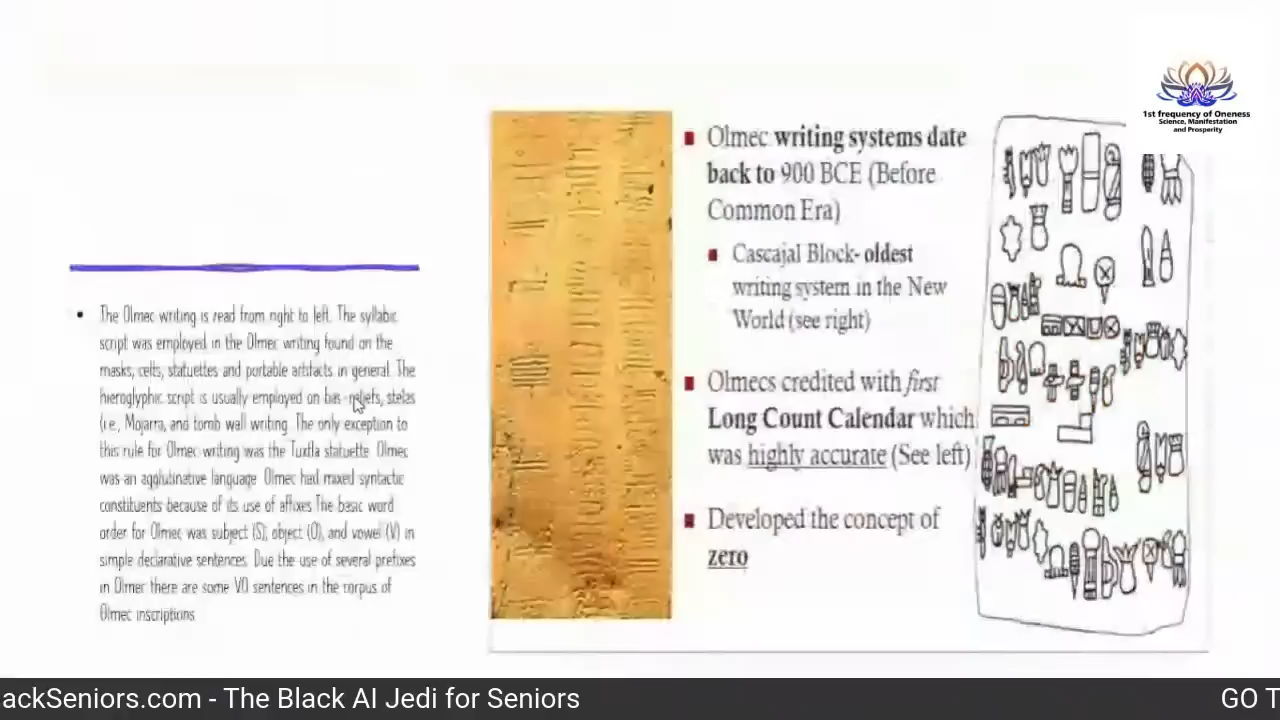 1st frequency of Oneness
Science, Manifestation
and Prosperity
• The Olmec writing is read from right to left. The syllabic
script was employed in the Olmec writing found on the
masks, celts, statuettes and portable artifacts in general. The
hieroglyphic script is usually employed on bas-reliefs, stelas
(i.e., Mojarra, and tomb wall writing. The only exception to
this rule for Olmec writing was the Tuxtla statuette. Olmec
was an agglutinative language. Olmec had mixed syntactic
constituents because of its use of affixes. The basic word
order for Olmec was subject (S), object (O), and vowel (V) in
simple declarative sentences. Due the use of several prefixes
in Olmer there are some VO sentences in the corpus of
Olmec inscriptions
Olmec writing systems date
back to 900 BCE (Before
Common Era)
Cascajal Block- oldest
writing system in the New
World (see right)
Olmecs credited with first
Long Count Calendar which
was highly accurate (See left)
Developed the concept of
zero
ackSeniors.com - The Black AI Jedi for Seniors
GO T